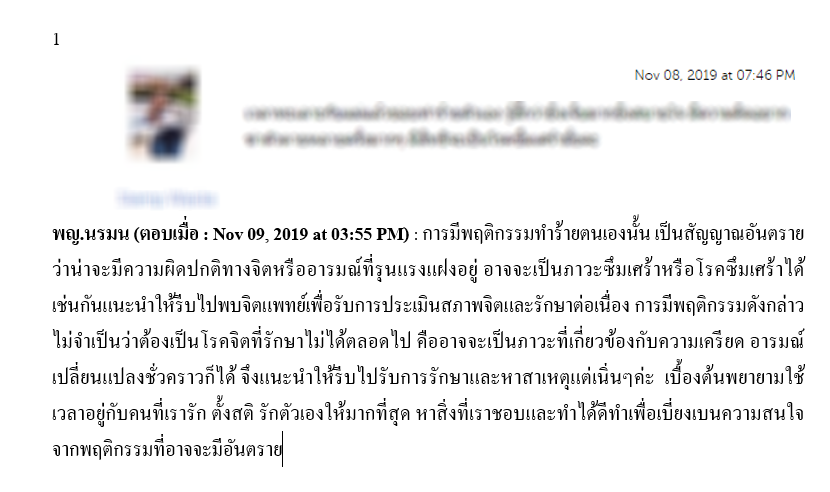 1
Nov 08, 2019 at 07:46 PM
พญ.นรมน (ตอบเมื่อ : Nov 09, 2019 at 03:55 PM) : การมีพฤติกรรมทำร้ายตนเองนั้น เป็นสัญญาณอันตราย
ว่าน่าจะมีความผิดปกติทางจิตหรืออารมณ์ที่รุนแรงแฝงอยู่ อาจจะเป็นภาวะซึมเศร้าหรือโรคซึมเศร้าได้
เช่นกันแนะนำให้รีบไปพบจิตแพทย์เพื่อรับการประเมินสภาพจิตและรักษาต่อเนื่อง การมีพฤติกรรมดังกล่าว
ไม่จำเป็นว่าต้องเป็นโรคจิตที่รักษาไม่ได้ตลอดไป คืออาจจะเป็นภาวะที่เกี่ยวข้องกับความเครียด อารมณ์
เปลี่ยนแปลงชั่วคราวก็ได้ จึงแนะนำให้รีบไปรับการรักษาและหาสาเหตุแต่เนิ่นๆค่ะ เบื้องต้นพยายามใช้
เวลาอยู่กับคนที่เรารัก ตั้งสติ รักตัวเองให้มากที่สุด หาสิ่งที่เราชอบและทำได้ดีทำเพื่อเบี่ยงเบนความสนใจ
จากพฤติกรรมที่อาจจะมีอันตราย